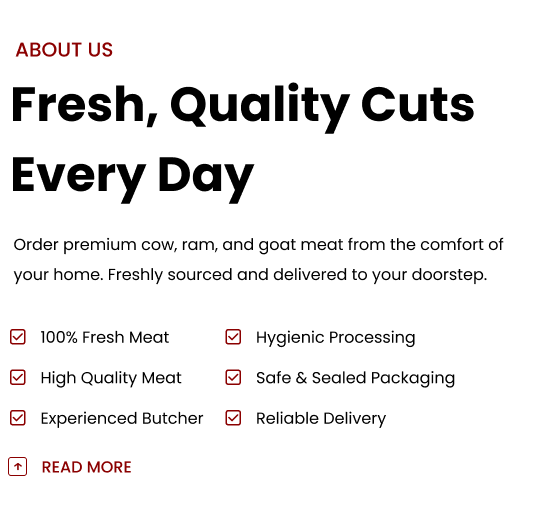 ABOUT US
Fresh, Quality Cuts
Every Day
Order premium cow, ram, and goat meat from the comfort of
your home. Freshly sourced and delivered to your doorstep.
100% Fresh Meat
Hygienic Processing
High Quality Meat
Safe & Sealed Packaging
Experienced Butcher
Reliable Delivery
READ MORE